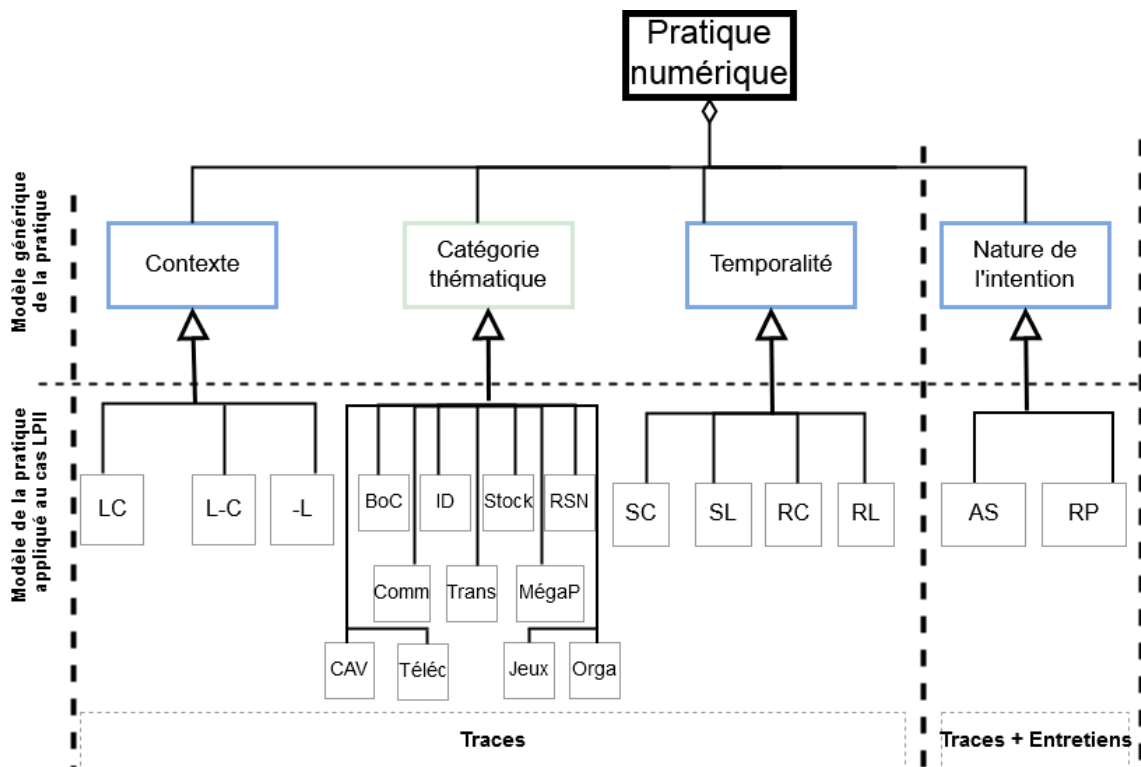 Pratique
numérique
Modèle générique
de la pratique
Contexte
Catégorie
thématique
Temporalité
Nature de
l'intention
Modèle de la pratique
appliqué au cas LPII
LC
L-C
-L
BoC
ID
Stock
RSN
Comm
Trans
MégaP
CAV
Téléc
Jeux
Orga
SC
SL
RC
RL
AS
RP
Traces
Traces + Entretiens